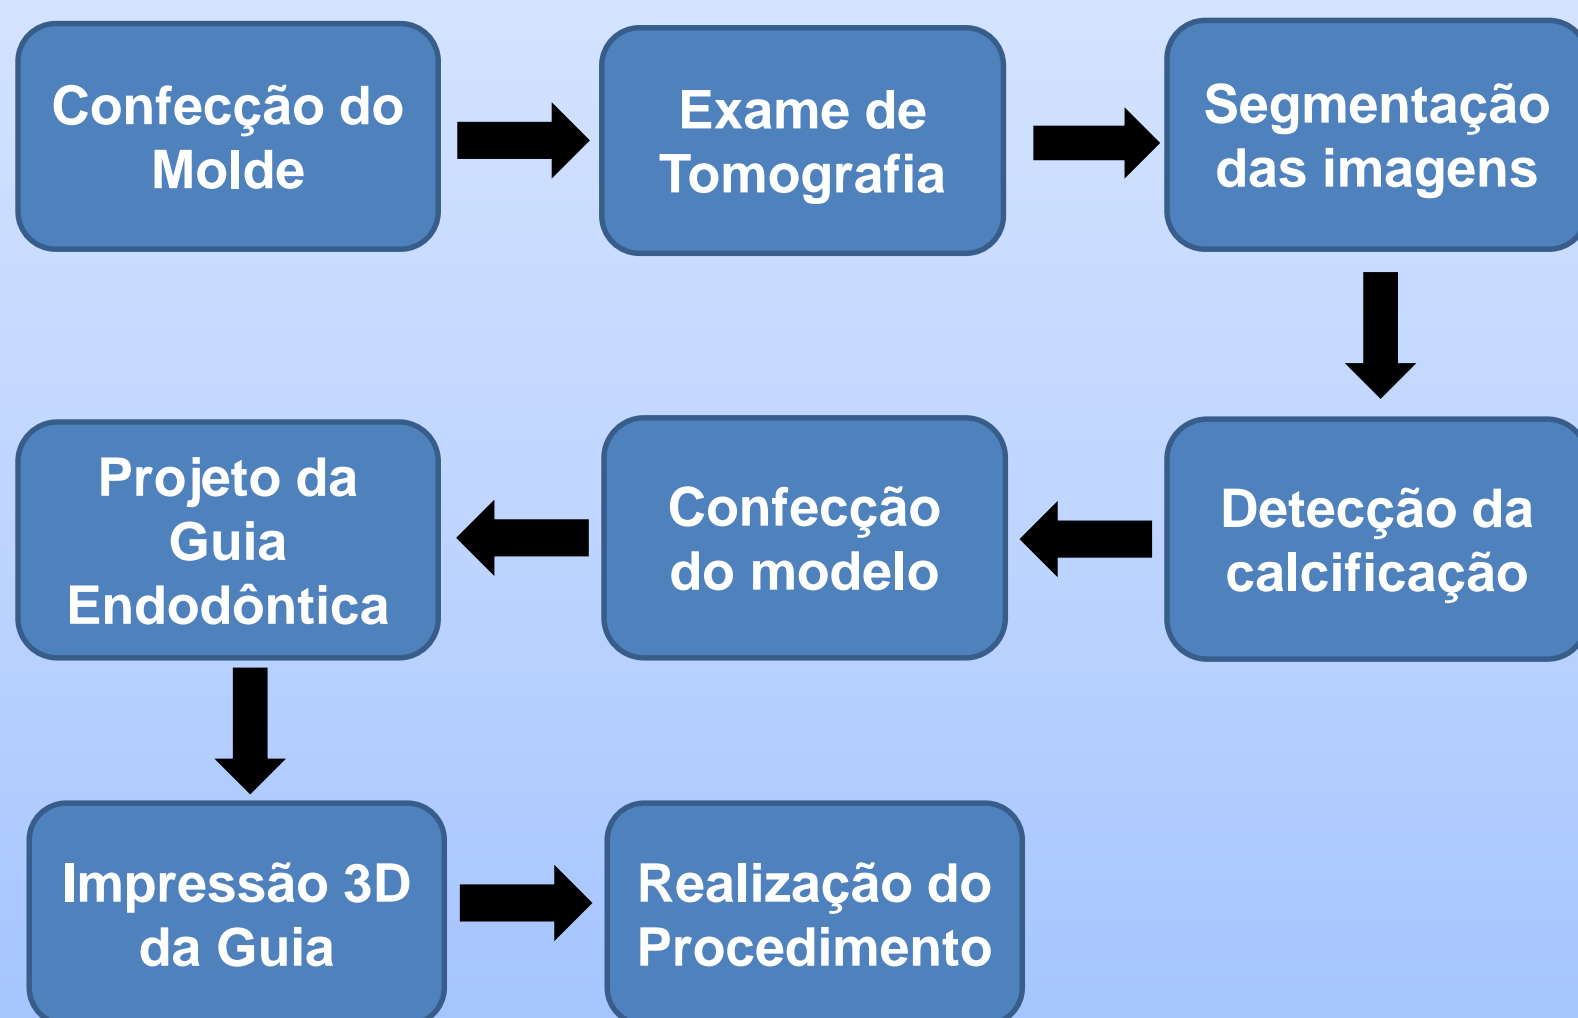 Confecção do
Molde
Exame de
Tomografia
Segmentação
das imagens
Detecção da
calcificação
Confecção
do modelo
Projeto da
Guia
Endodôntica
Impressão 3D
da Guia
Realização do
Procedimento